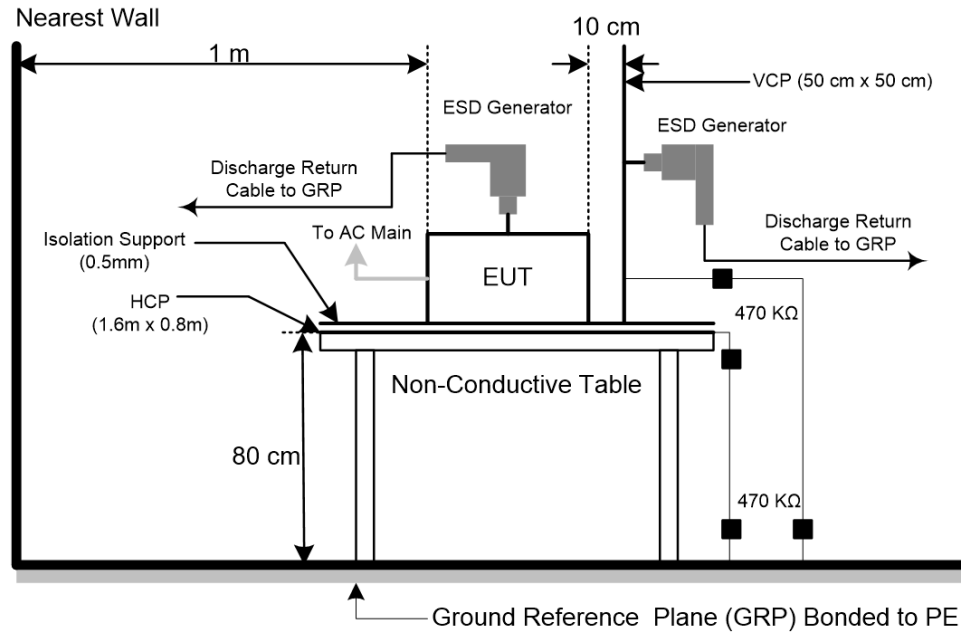 Nearest Wall
10 cm
1 m
VCP (50 cm x 50 cm)
ESD Generator
ESD Generator
Discharge Return
Cable to GRP
Discharge Return
Cable to GRP
To AC Main
Isolation Support
(0.5mm)
EUT
HCP
(1.6m x 0.8m)
470 KΩ
Non-Conductive Table
80 cm
470 KΩ
Ground Reference Plane (GRP) Bonded to PE